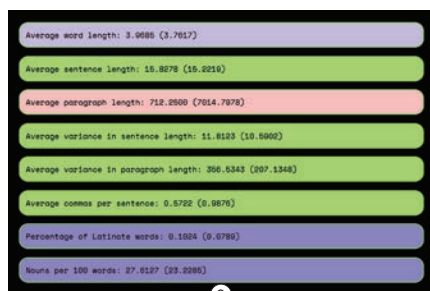 Average word length: 3.9695 (3.7617)
Average sentence length: 15.8278 (15.2219)
Average paragraph length: 712.2500 (7014.7978)
Average variance in sentence length: 11.8123 (10.5902)
Average variance in paragraph length: 356.5343 (207.1348)
Average commas per sentence: 0.5722 (0.9876)
Percentage of Latinate words: 0.1024 (0.0789)
Nouns per 100 words: 27.6127 (23.2285)